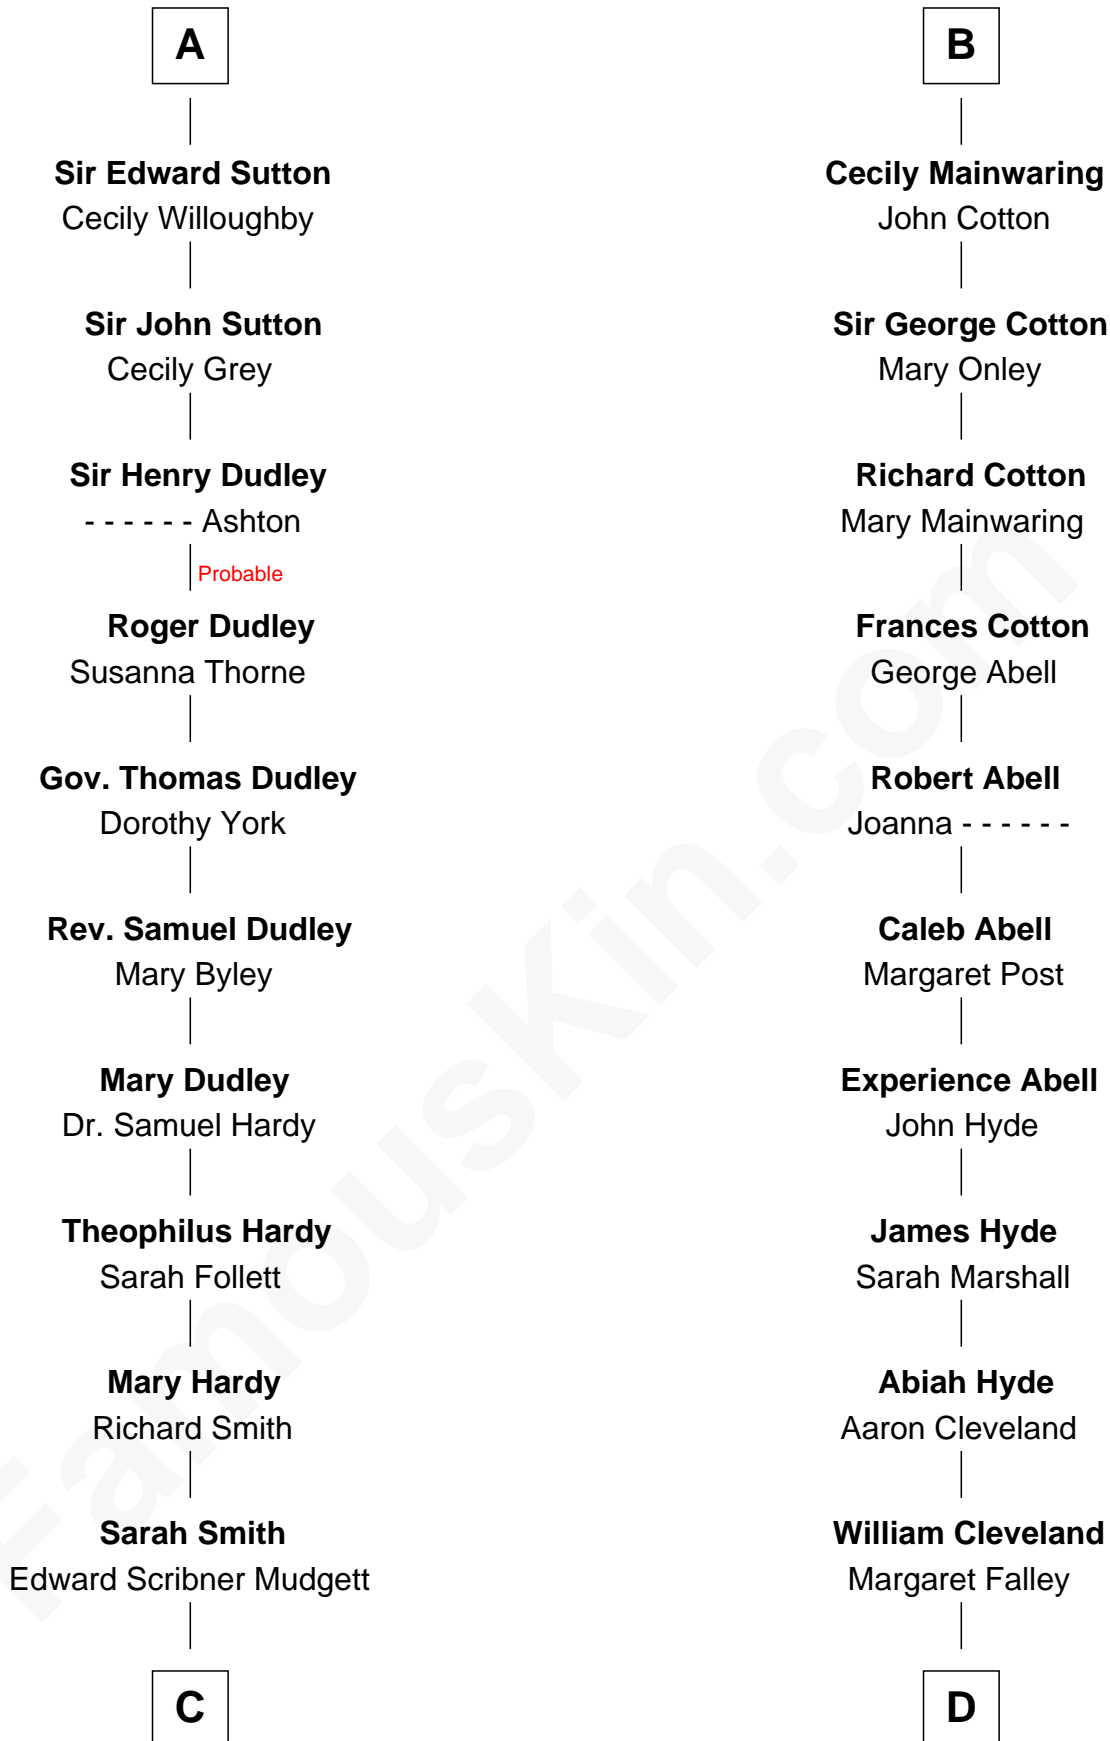 A
Sir Edward Sutton
Cecily Willoughby
Sir John Sutton
Cecily Grey
Sir Henry Dudley
- - - - - - Ashton
Probable
Roger Dudley
Susanna Thorne
Gov. Thomas Dudley
Dorothy York
Rev. Samuel Dudley
Mary Byley
Mary Dudley
Dr. Samuel Hardy
Theophilus Hardy
Sarah Follett
Mary Hardy
Richard Smith
Sarah Smith
Edward Scribner Mudgett
C
B
Cecily Mainwaring
John Cotton
Sir George Cotton
Mary Onley
Richard Cotton
Mary Mainwaring
Frances Cotton
George Abell
Robert Abell
Joanna - - - - - -
Caleb Abell
Margaret Post
Experience Abell
John Hyde
James Hyde
Sarah Marshall
Abiah Hyde
Aaron Cleveland
William Cleveland
Margaret Falley
D
FamousKin.com